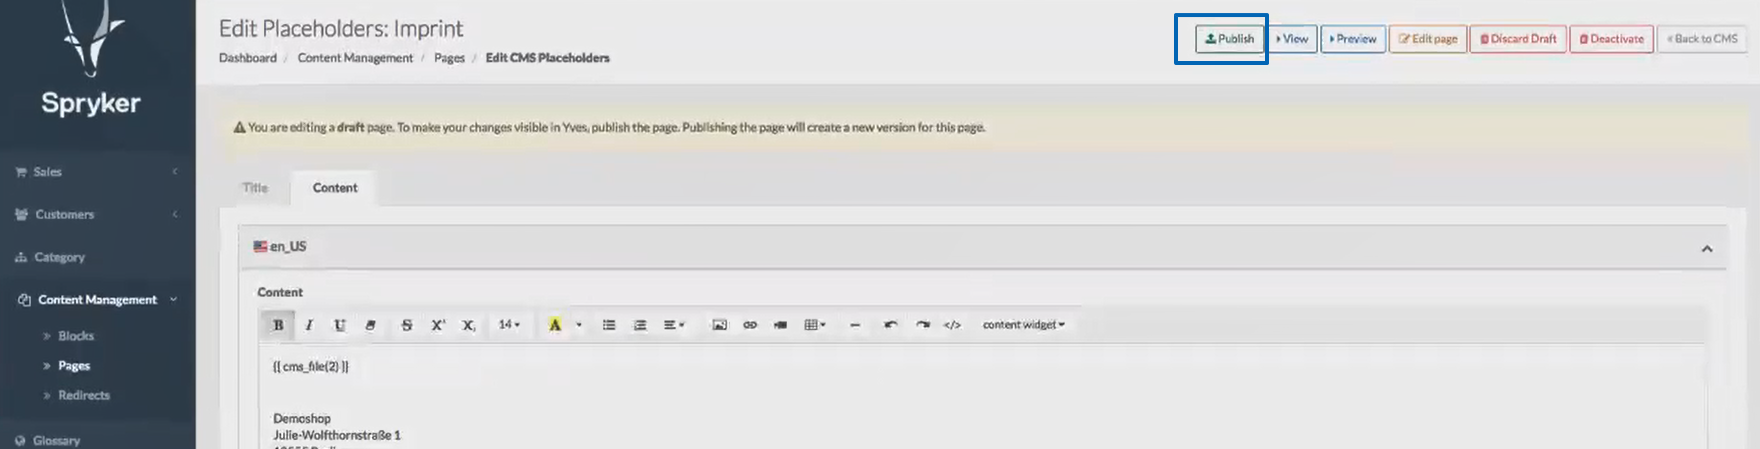 Edit Placeholders: Imprint
Dashboard / Content Management / Pages / Edit CMS Placeholders
Publish View Preview Edit page Discard Draft Deactivate Back to CMS
Spryker
Sales
Customers
Category
Content Management
Blocks
Pages
Redirects
Glossary
You are editing a draft page. To make your changes visible in Yves, publish the page. Publishing the page will create a new version for this page.
Title Content
en_US
Content
B I U S X² X₂ 14 A </> content widget
{{ cms_file(2) }}
Demoshop
Julie-Wolfthornstraße 1